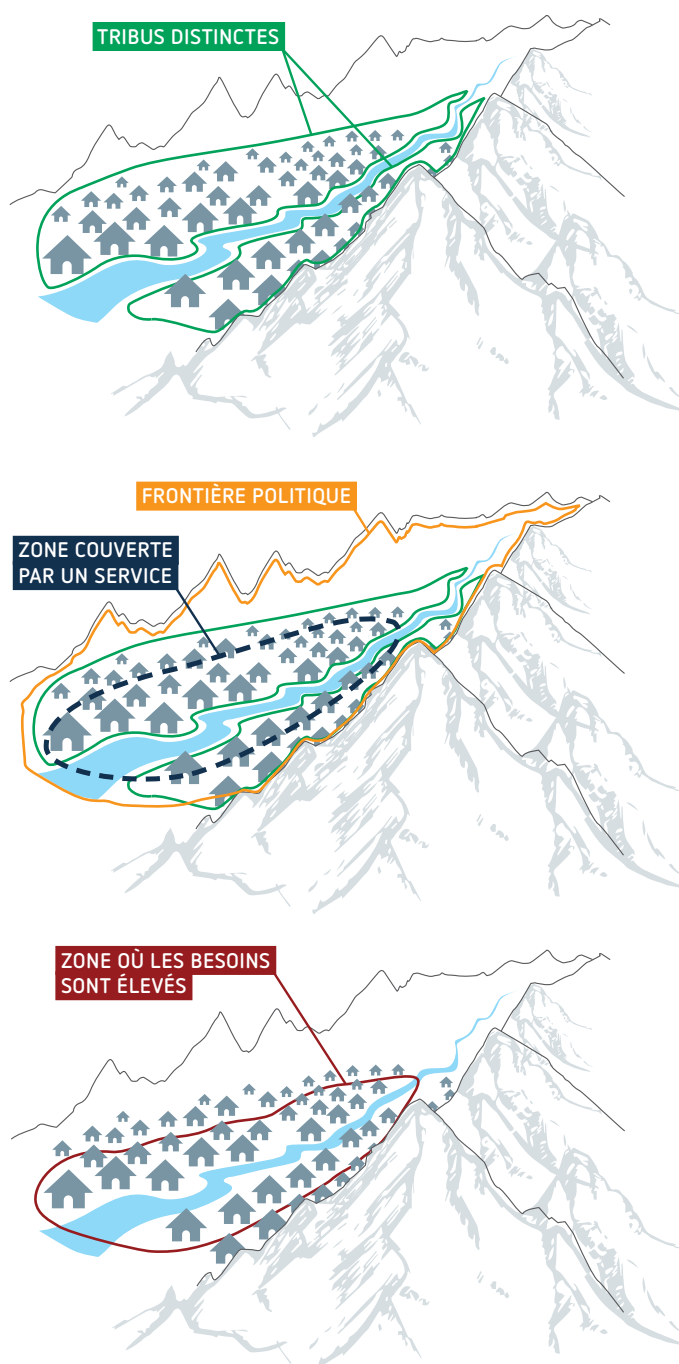 TRIBUS DISTINCTES
FRONTIÈRE POLITIQUE
ZONE COUVERTE
PAR UN SERVICE
ZONE OÙ LES BESOINS
SONT ÉLEVÉS